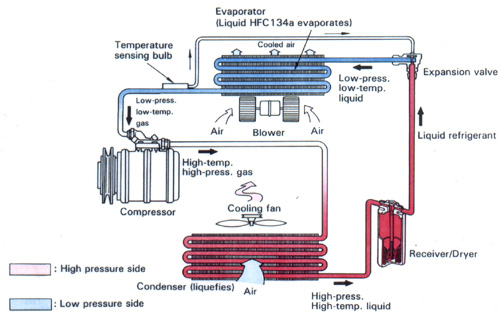 Evaporator
(Liquid HFC134a evaporates)
Temperature
sensing bulb
Cooled air
Expansion valve
Low-press.
low-temp.
liquid
Low-press.
low-temp.
gas
Air
Blower
Air
Liquid refrigerant
High-temp.
high-press. gas
Compressor
Cooling fan
Receiver/Dryer
: High pressure side
Condenser (liquefies)
Air
: Low pressure side
High-press.
High-temp. liquid